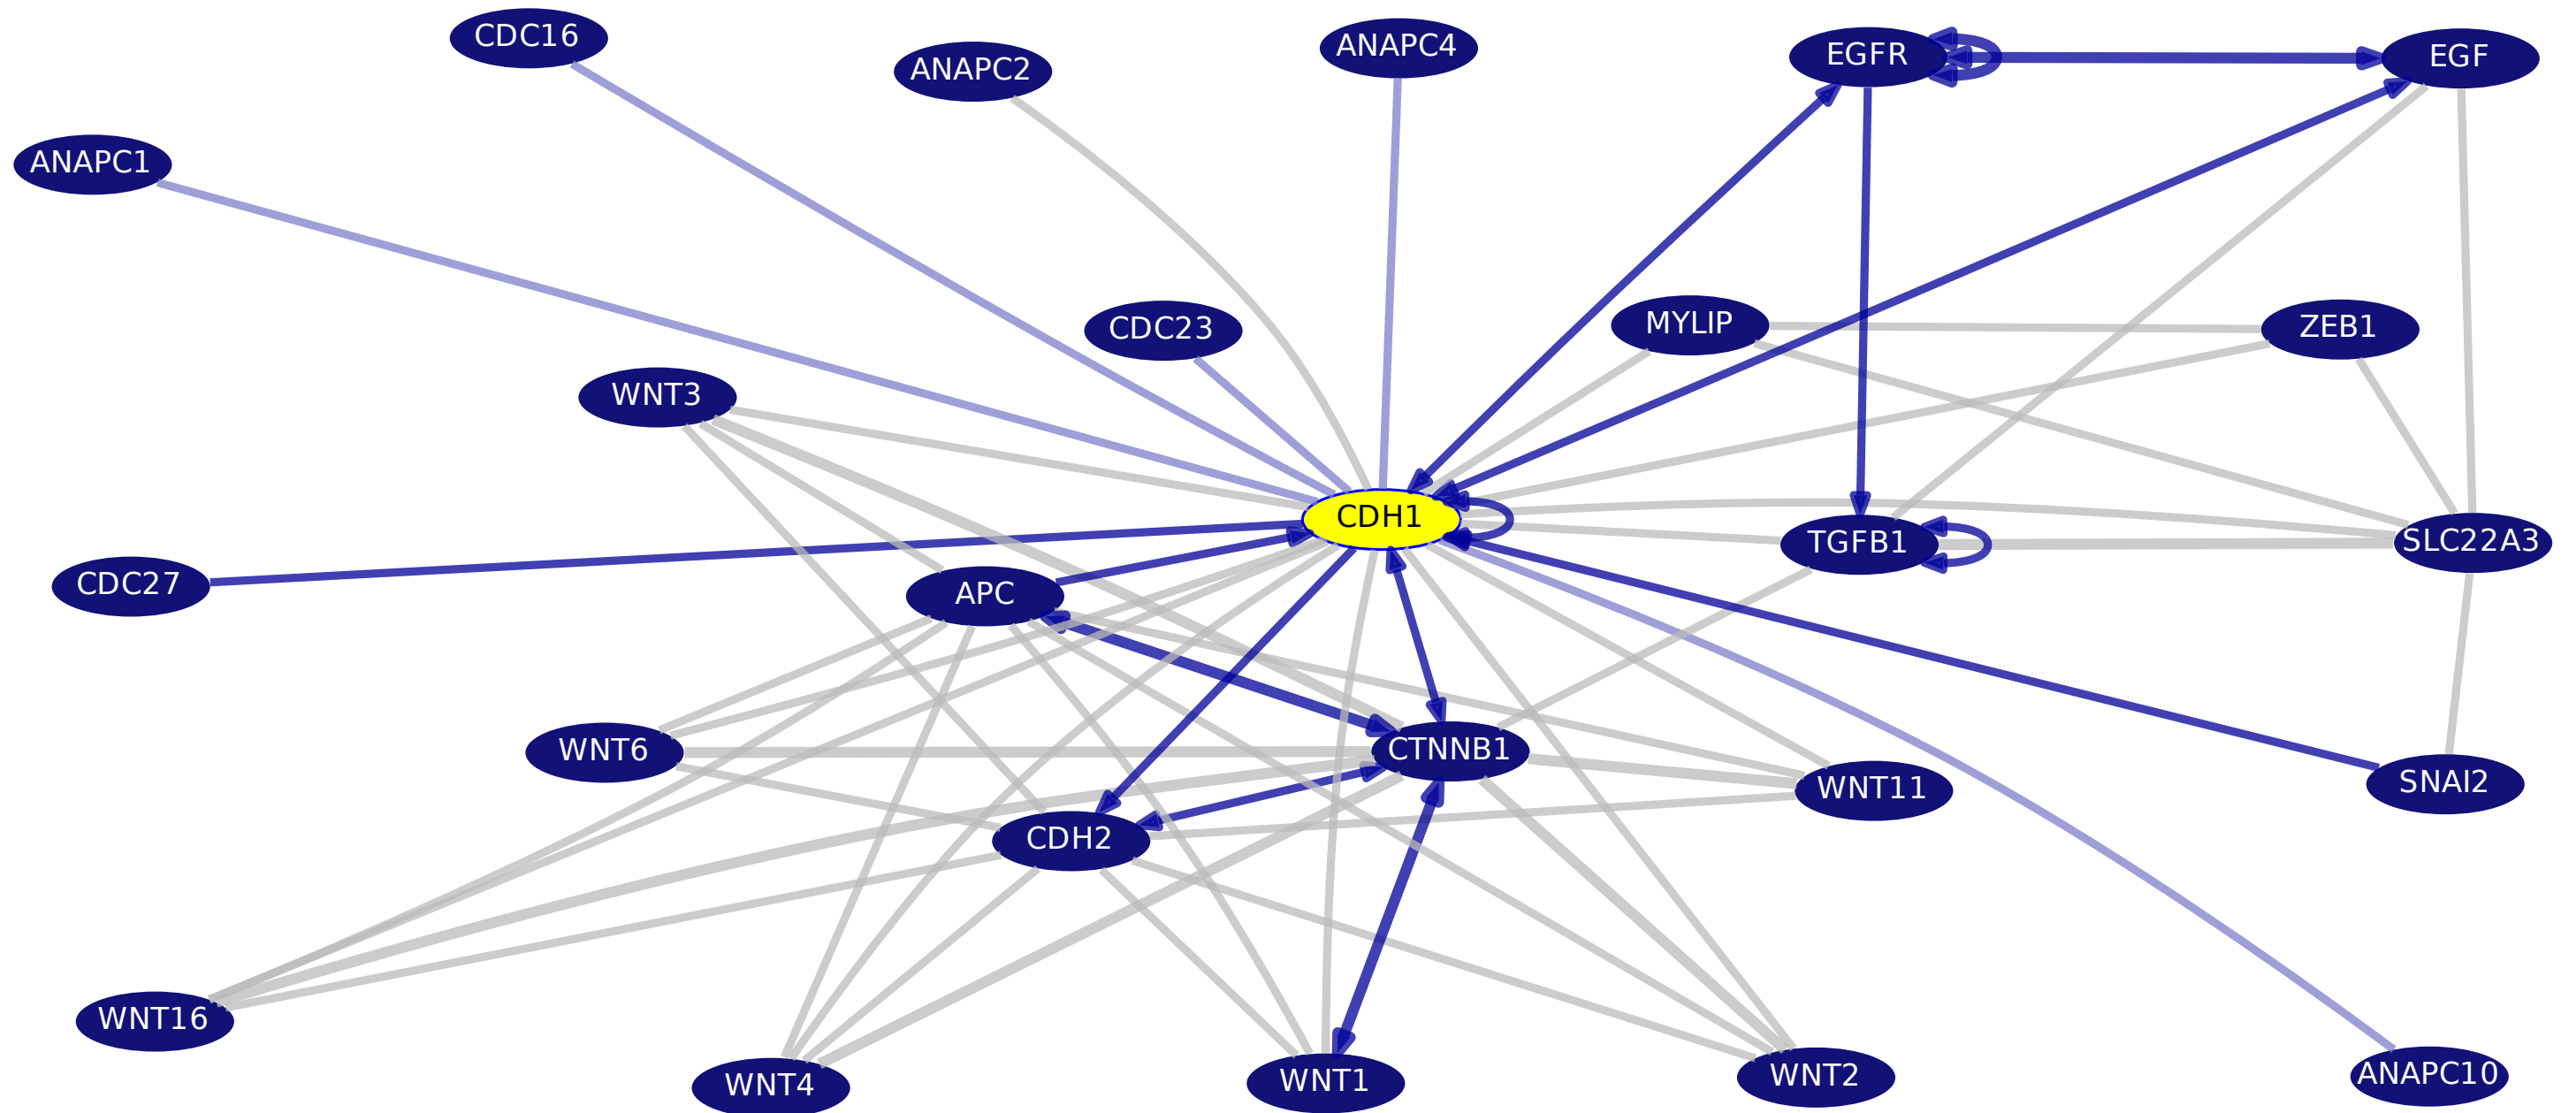 CDC16
ANAPC4
EGFR
EGF
ANAPC2
ANAPC1
MYLIP
ZEB1
CDC23
WNT3
CDH1
TGFB1
SLC22A3
CDC27
APC
WNT6
CTNNB1
WNT11
SNAI2
CDH2
WNT16
WNT4
WNT1
WNT2
ANAPC10